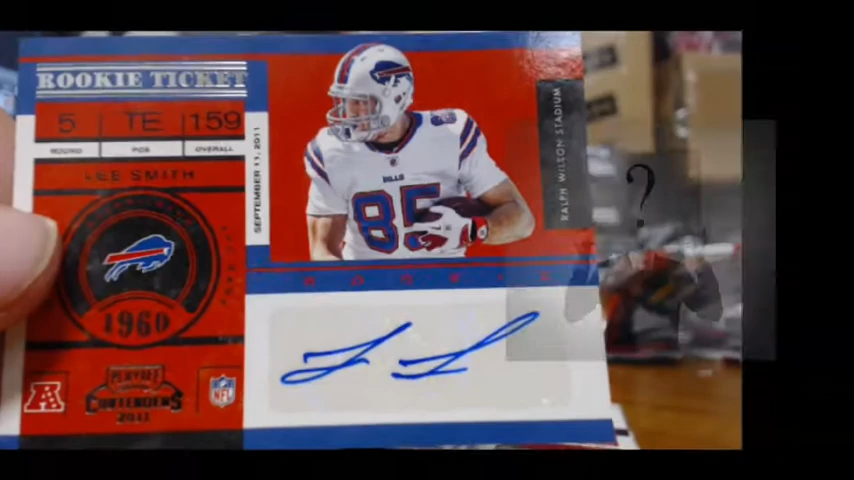 ROOKIE TICKET
5 TE 159
ROUND POS OVERALL
LEE SMITH
1960
A
PLAYOFF
CONTENDERS
2011
NFL
SEPTEMBER 11, 2011
BILLS
85
RALPH WILSON STADIUM
ROOKIE
?